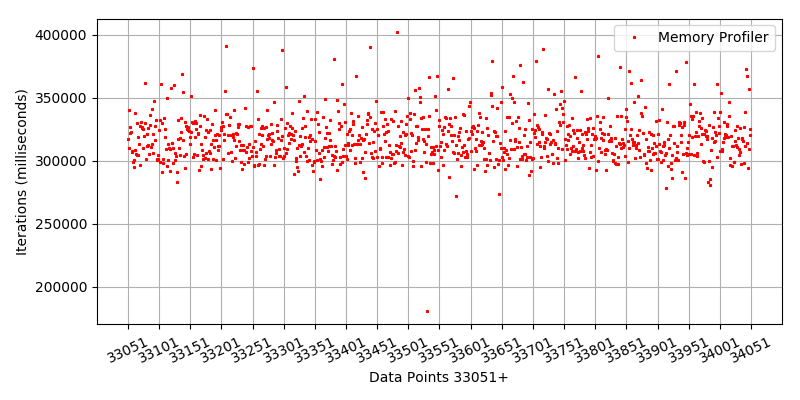 400000
350000
300000
250000
200000
Iterations (milliseconds)
Memory Profiler
33051 33101 33151 33201 33251 33301 33351 33401 33451 33501 33551 33601 33651 33701 33751 33801 33851 33901 33951 34001 34051
Data Points 33051+